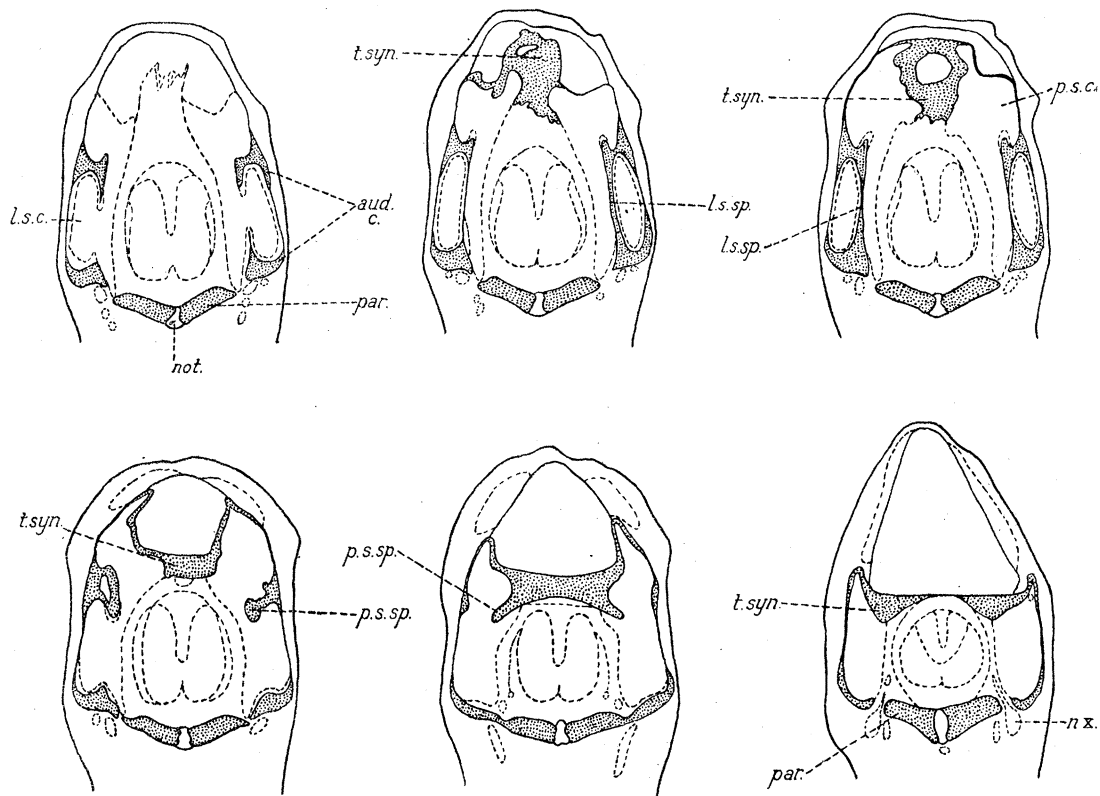 t.syn.
t.syn.
p.s.c.
l.s.c.
aud.
c.
l.s.sp.
l.s.sp.
par.
not.
t.syn.
p.s.sp.
p.s.sp.
t.syn.
n x.
par.